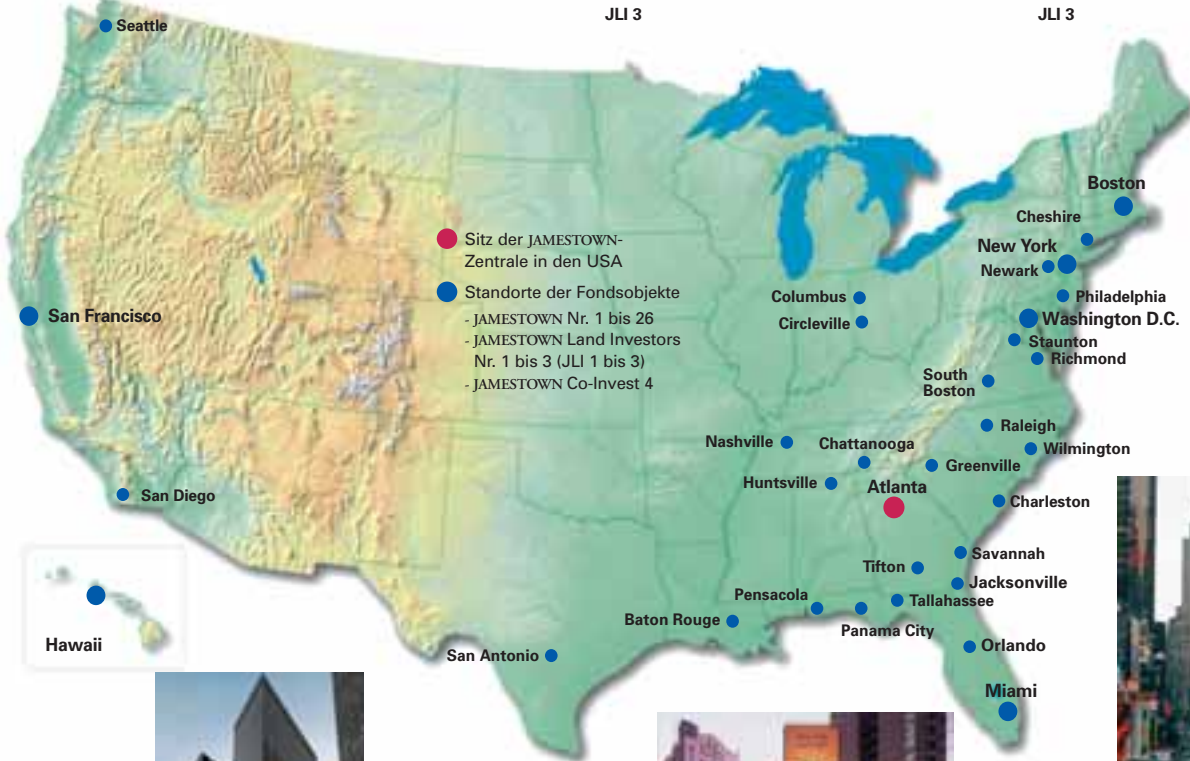 JLI 3
JLI 3
Seattle
Boston
Cheshire
New York
Newark
Sitz der JAMESTOWN-
Zentrale in den USA
Standorte der Fondsobjekte
- JAMESTOWN Nr. 1 bis 26
- JAMESTOWN Land Investors
Nr. 1 bis 3 (JLI 1 bis 3)
- JAMESTOWN Co-Invest 4
Columbus
Circleville
Philadelphia
Washington D.C.
Staunton
Richmond
San Francisco
South
Boston
Raleigh
Wilmington
Nashville
Chattanooga
Greenville
Huntsville
Atlanta
San Diego
Charleston
Savannah
Tifton
Jacksonville
Pensacola
Tallahassee
Baton Rouge
Panama City
Hawaii
San Antonio
Orlando
Miami